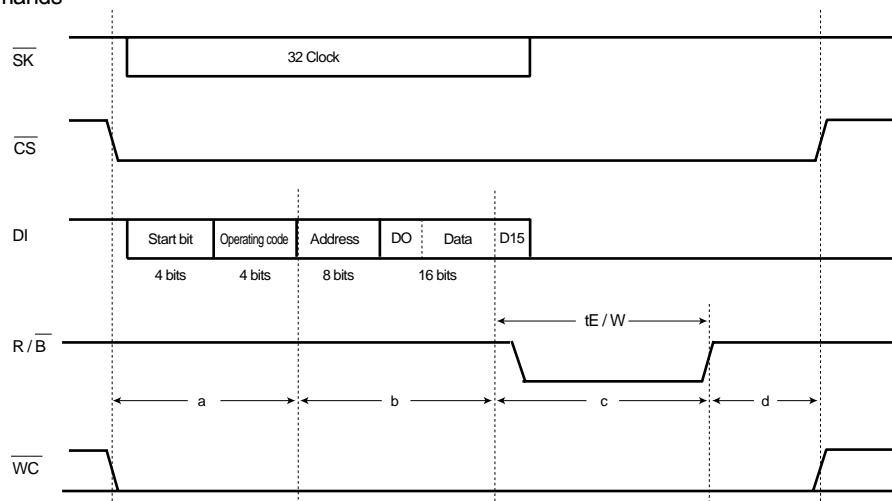 32 Clock
SK
CS
DI
Start bit Operating code Address DO Data D15
4 bits 4 bits 8 bits 16 bits
tE / W
R / B
a b c d
WC